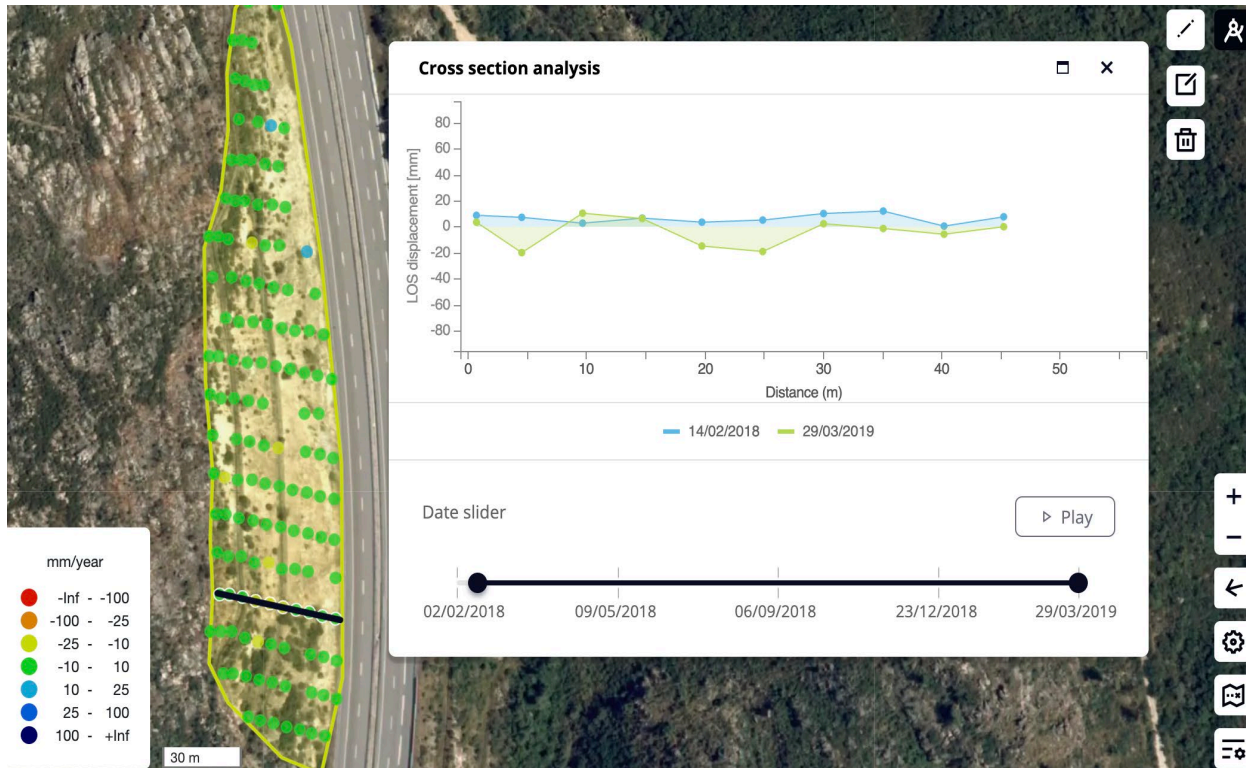 Cross section analysis
LOS displacement [mm]
80
60
40
20
0
-20
-40
-60
-80
0 10 20 30 40 50
Distance (m)
14/02/2018 29/03/2019
Date slider
Play
02/02/2018 09/05/2018 06/09/2018 23/12/2018 29/03/2019
mm/year
-Inf - -100
-100 - -25
-25 - -10
-10 - 10
10 - 25
25 - 100
100 - +Inf
30 m